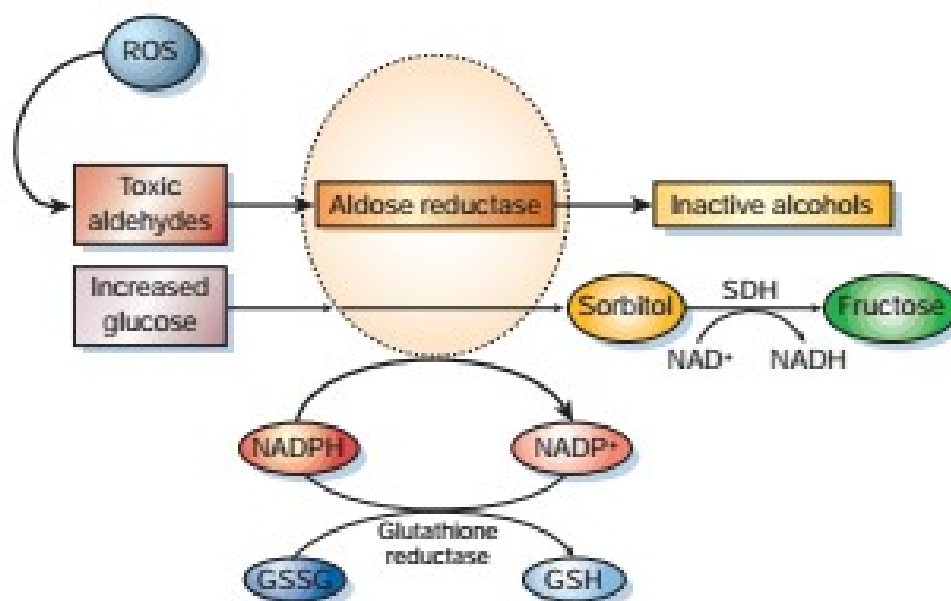 ROS
Toxic
aldehydes
Aldose reductase
Inactive alcohols
Increased
glucose
Sorbitol
SDH
Fructose
NAD⁺
NADH
NADPH
NADP⁺
Glutathione
reductase
GSSG
GSH